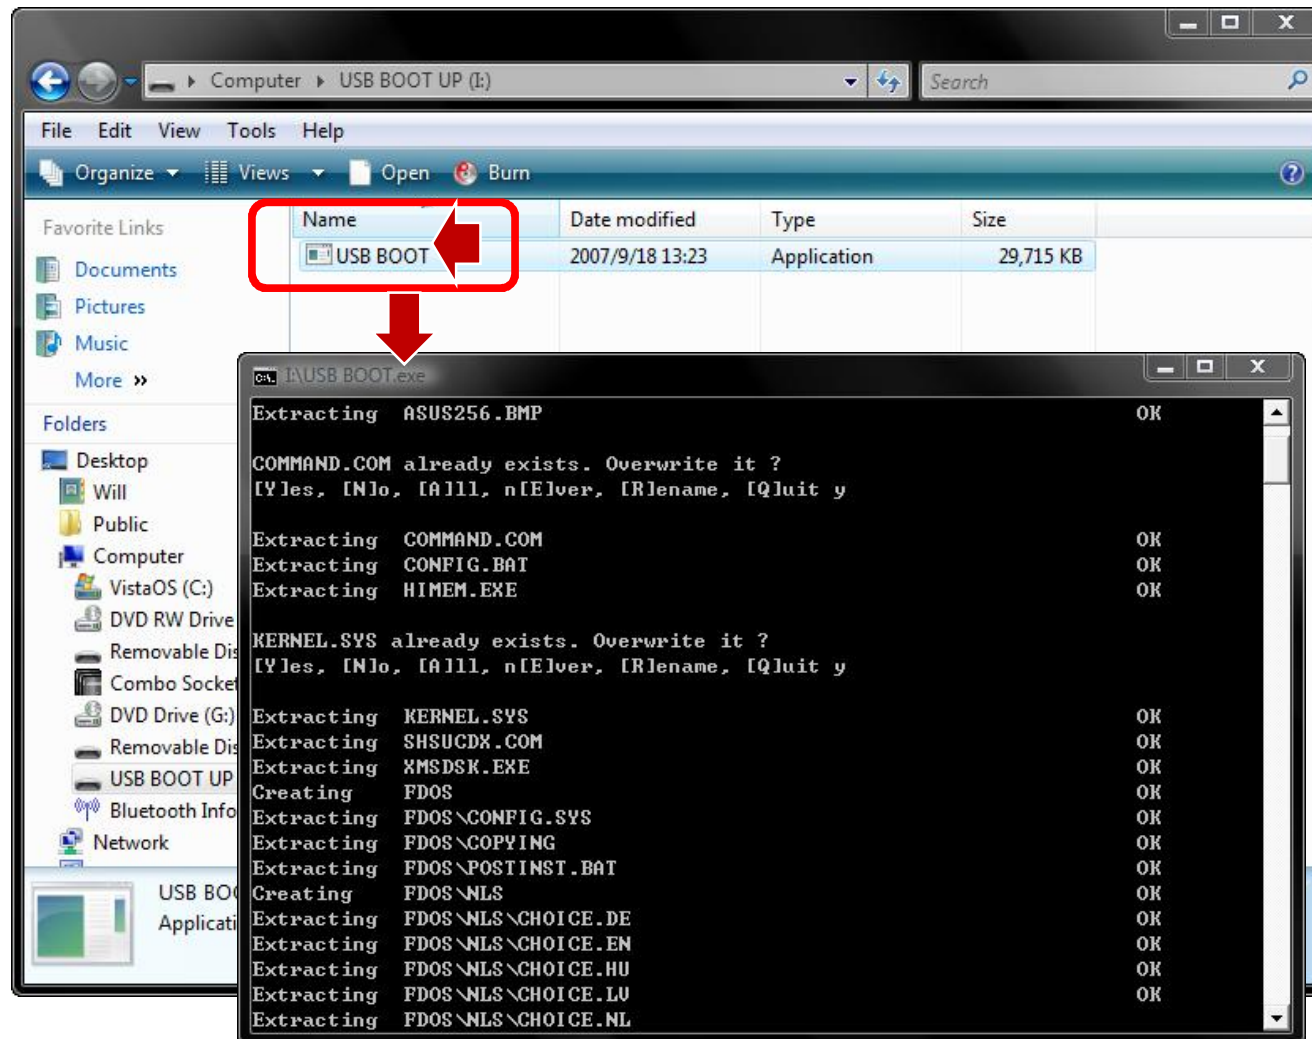 Computer ▸ USB BOOT UP (I:)
Search
File Edit View Tools Help
Organize Views Open Burn
Favorite Links
Documents
Pictures
Music
More »
Folders
Desktop
Will
Public
Computer
VistaOS (C:)
DVD RW Drive
Removable Dis
Combo Socket
DVD Drive (G:)
Removable Dis
USB BOOT UP
Bluetooth Info
Network
Name Date modified Type Size
USB BOOT 2007/9/18 13:23 Application 29,715 KB
USB BOO
Applicati
I:\USB BOOT.exe
Extracting ASUS256.BMP OK
COMMAND.COM already exists. Overwrite it ?
[Y]es, [N]o, [A]ll, n[E]ver, [R]ename, [Q]uit y
Extracting COMMAND.COM OK
Extracting CONFIG.BAT OK
Extracting HIMEM.EXE OK
KERNEL.SYS already exists. Overwrite it ?
[Y]es, [N]o, [A]ll, n[E]ver, [R]ename, [Q]uit y
Extracting KERNEL.SYS OK
Extracting SHSUCDX.COM OK
Extracting XMSDSK.EXE OK
Creating FDOS OK
Extracting FDOS\CONFIG.SYS OK
Extracting FDOS\COPYING OK
Extracting FDOS\POSTINST.BAT OK
Creating FDOS\NLS OK
Extracting FDOS\NLS\CHOICE.DE OK
Extracting FDOS\NLS\CHOICE.EN OK
Extracting FDOS\NLS\CHOICE.HU OK
Extracting FDOS\NLS\CHOICE.LV OK
Extracting FDOS\NLS\CHOICE.NL